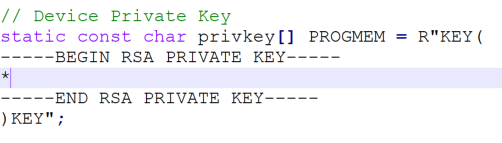 // Device Private Key
static const char privkey[] PROGMEM = R"KEY(
-----BEGIN RSA PRIVATE KEY-----
*
-----END RSA PRIVATE KEY-----
)KEY";